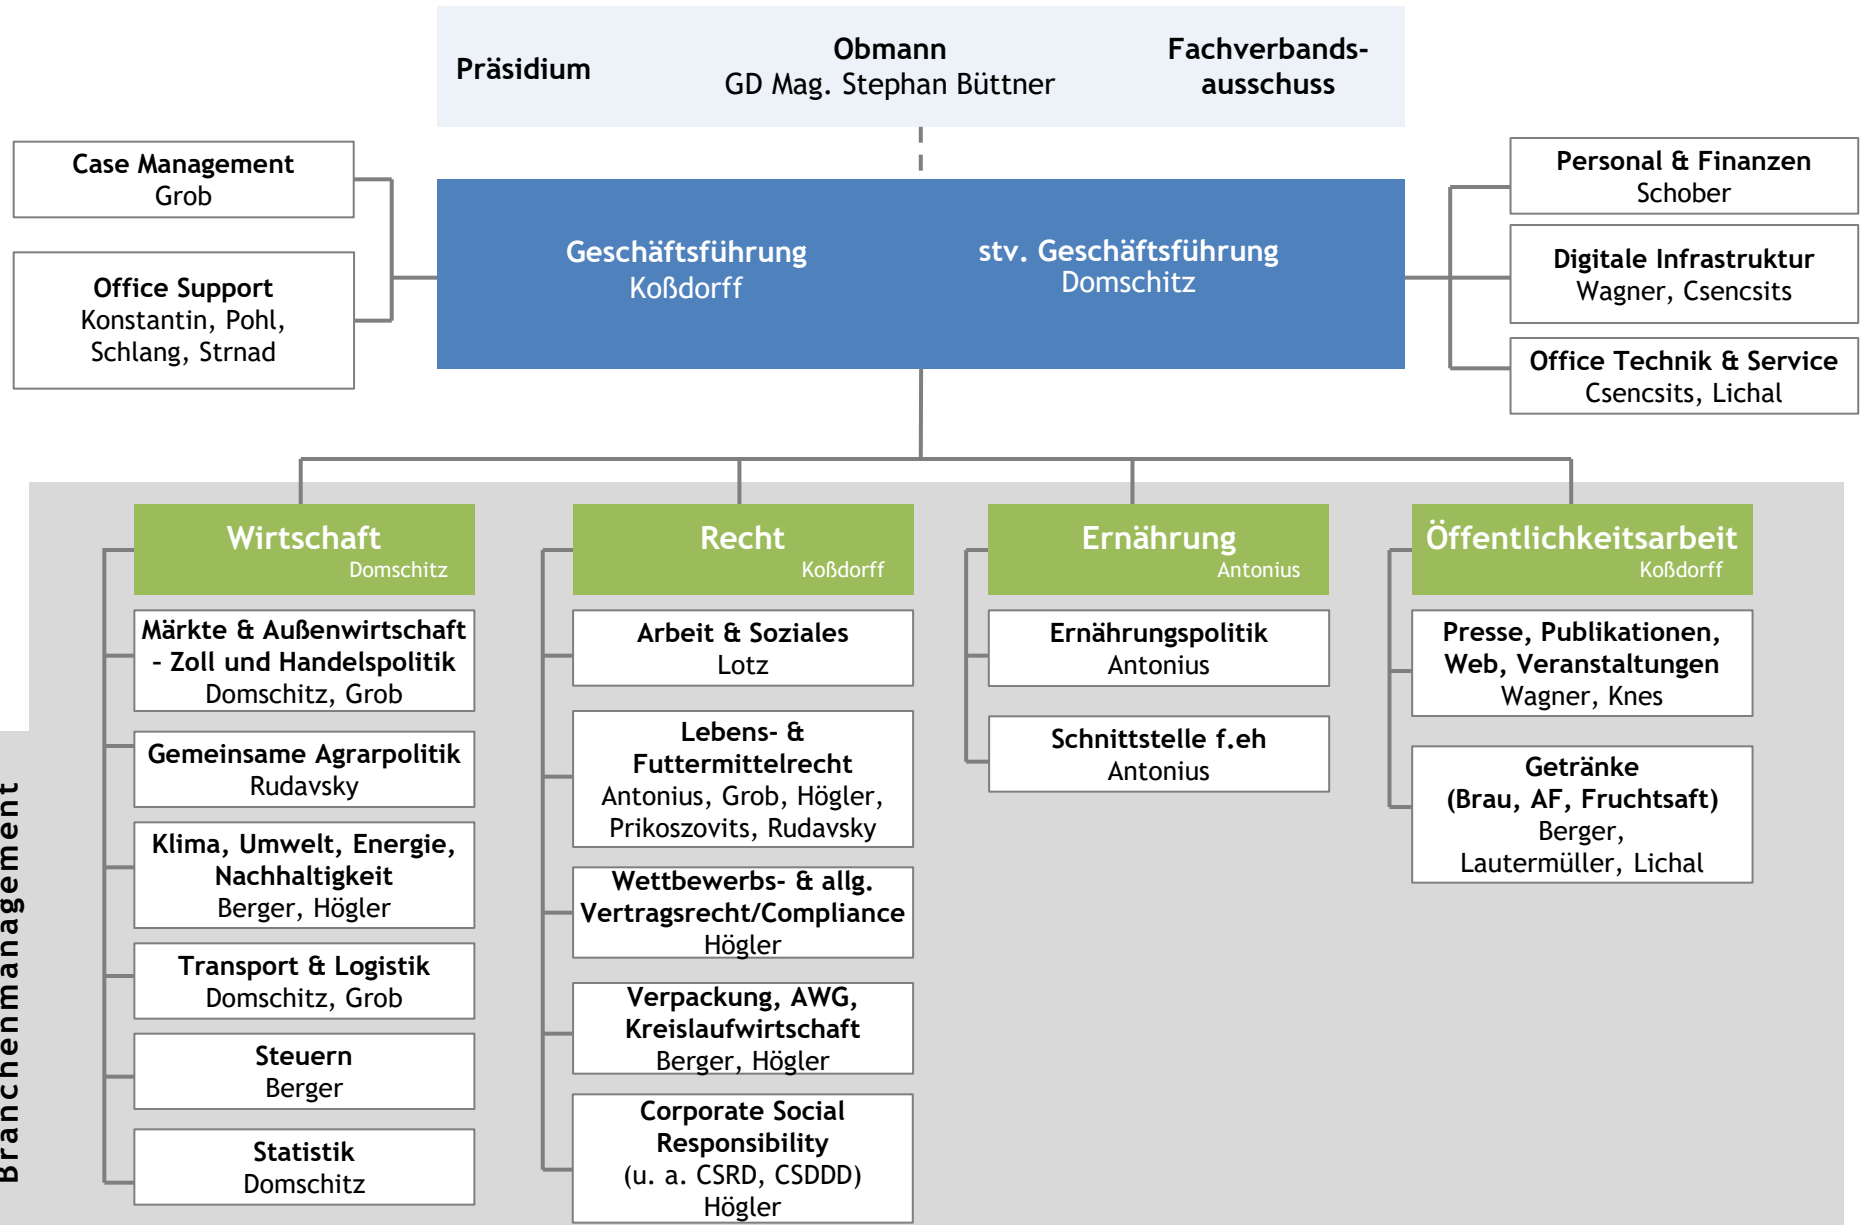 Präsidium
Obmann
GD Mag. Stephan Büttner
Fachverbands-
ausschuss
Case Management
Grob
Office Support
Konstantin, Pohl,
Schlang, Strnad
Geschäftsführung
Koßdorff
stv. Geschäftsführung
Domschitz
Personal & Finanzen
Schober
Digitale Infrastruktur
Wagner, Csencsits
Office Technik & Service
Csencsits, Lichal
Branchenmanagement
Wirtschaft
Domschitz
Märkte & Außenwirtschaft
– Zoll und Handelspolitik
Domschitz, Grob
Gemeinsame Agrarpolitik
Rudavsky
Klima, Umwelt, Energie,
Nachhaltigkeit
Berger, Högler
Transport & Logistik
Domschitz, Grob
Steuern
Berger
Statistik
Domschitz
Recht
Koßdorff
Arbeit & Soziales
Lotz
Lebens- &
Futtermittelrecht
Antonius, Grob, Högler,
Prikoszovits, Rudavsky
Wettbewerbs- & allg.
Vertragsrecht/Compliance
Högler
Verpackung, AWG,
Kreislaufwirtschaft
Berger, Högler
Corporate Social
Responsibility
(u. a. CSRD, CSDDD)
Högler
Ernährung
Antonius
Ernährungspolitik
Antonius
Schnittstelle f.eh
Antonius
Öffentlichkeitsarbeit
Koßdorff
Presse, Publikationen,
Web, Veranstaltungen
Wagner, Knes
Getränke
(Brau, AF, Fruchtsaft)
Berger,
Lautermüller, Lichal